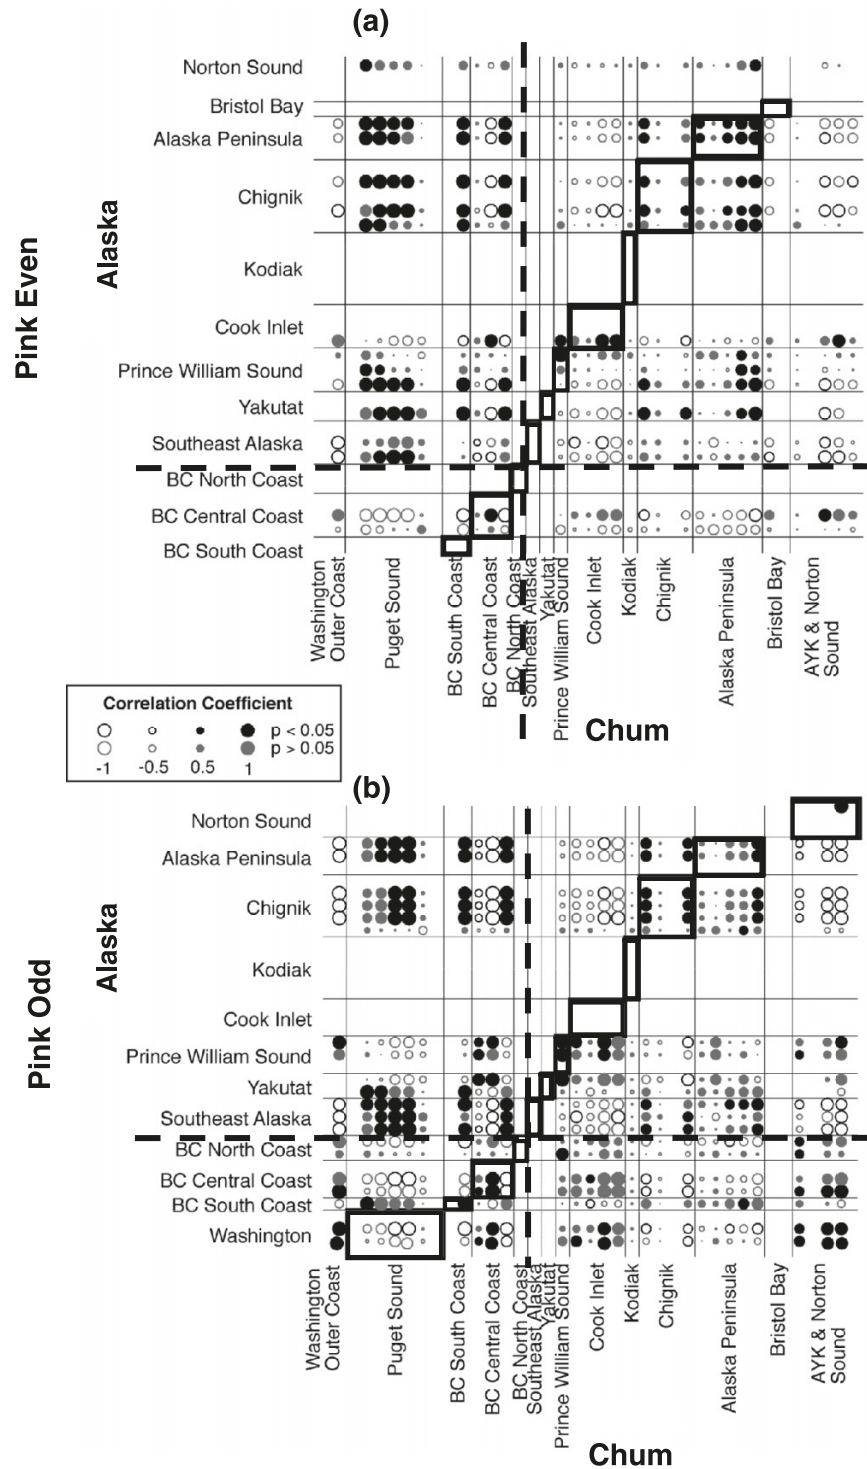 (a)
Pink Even
Alaska
Norton Sound
Bristol Bay
Alaska Peninsula
Chignik
Kodiak
Cook Inlet
Prince William Sound
Yakutat
Southeast Alaska
BC North Coast
BC Central Coast
BC South Coast
Washington
Outer Coast
Puget Sound
BC South Coast
BC Central Coast
BC North Coast
Southeast Alaska
Yakutat
Prince William Sound
Cook Inlet
Kodiak
Chignik
Alaska Peninsula
Bristol Bay
AYK & Norton
Sound
Chum
Correlation Coefficient
p < 0.05
p > 0.05
-1 -0.5 0.5 1
(b)
Pink Odd
Alaska
Norton Sound
Alaska Peninsula
Chignik
Kodiak
Cook Inlet
Prince William Sound
Yakutat
Southeast Alaska
BC North Coast
BC Central Coast
BC South Coast
Washington
Washington
Outer Coast
Puget Sound
BC South Coast
BC Central Coast
BC North Coast
Southeast Alaska
Yakutat
Prince William Sound
Cook Inlet
Kodiak
Chignik
Alaska Peninsula
Bristol Bay
AYK & Norton
Sound
Chum